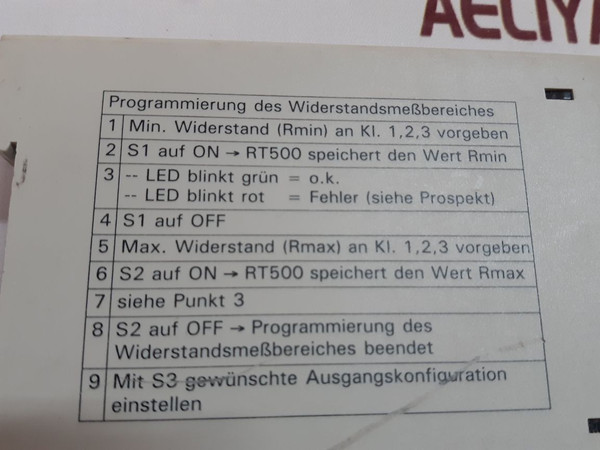 AELIYA
Programmierung des Widerstandsmeßbereiches
1 Min. Widerstand (Rmin) an Kl. 1,2,3 vorgeben
2 S1 auf ON → RT500 speichert den Wert Rmin
3 -- LED blinkt grün = o.k.
-- LED blinkt rot = Fehler (siehe Prospekt)
4 S1 auf OFF
5 Max. Widerstand (Rmax) an Kl. 1,2,3 vorgeben
6 S2 auf ON → RT500 speichert den Wert Rmax
7 siehe Punkt 3
8 S2 auf OFF → Programmierung des
Widerstandsmeßbereiches beendet
9 Mit S3 gewünschte Ausgangskonfiguration
einstellen